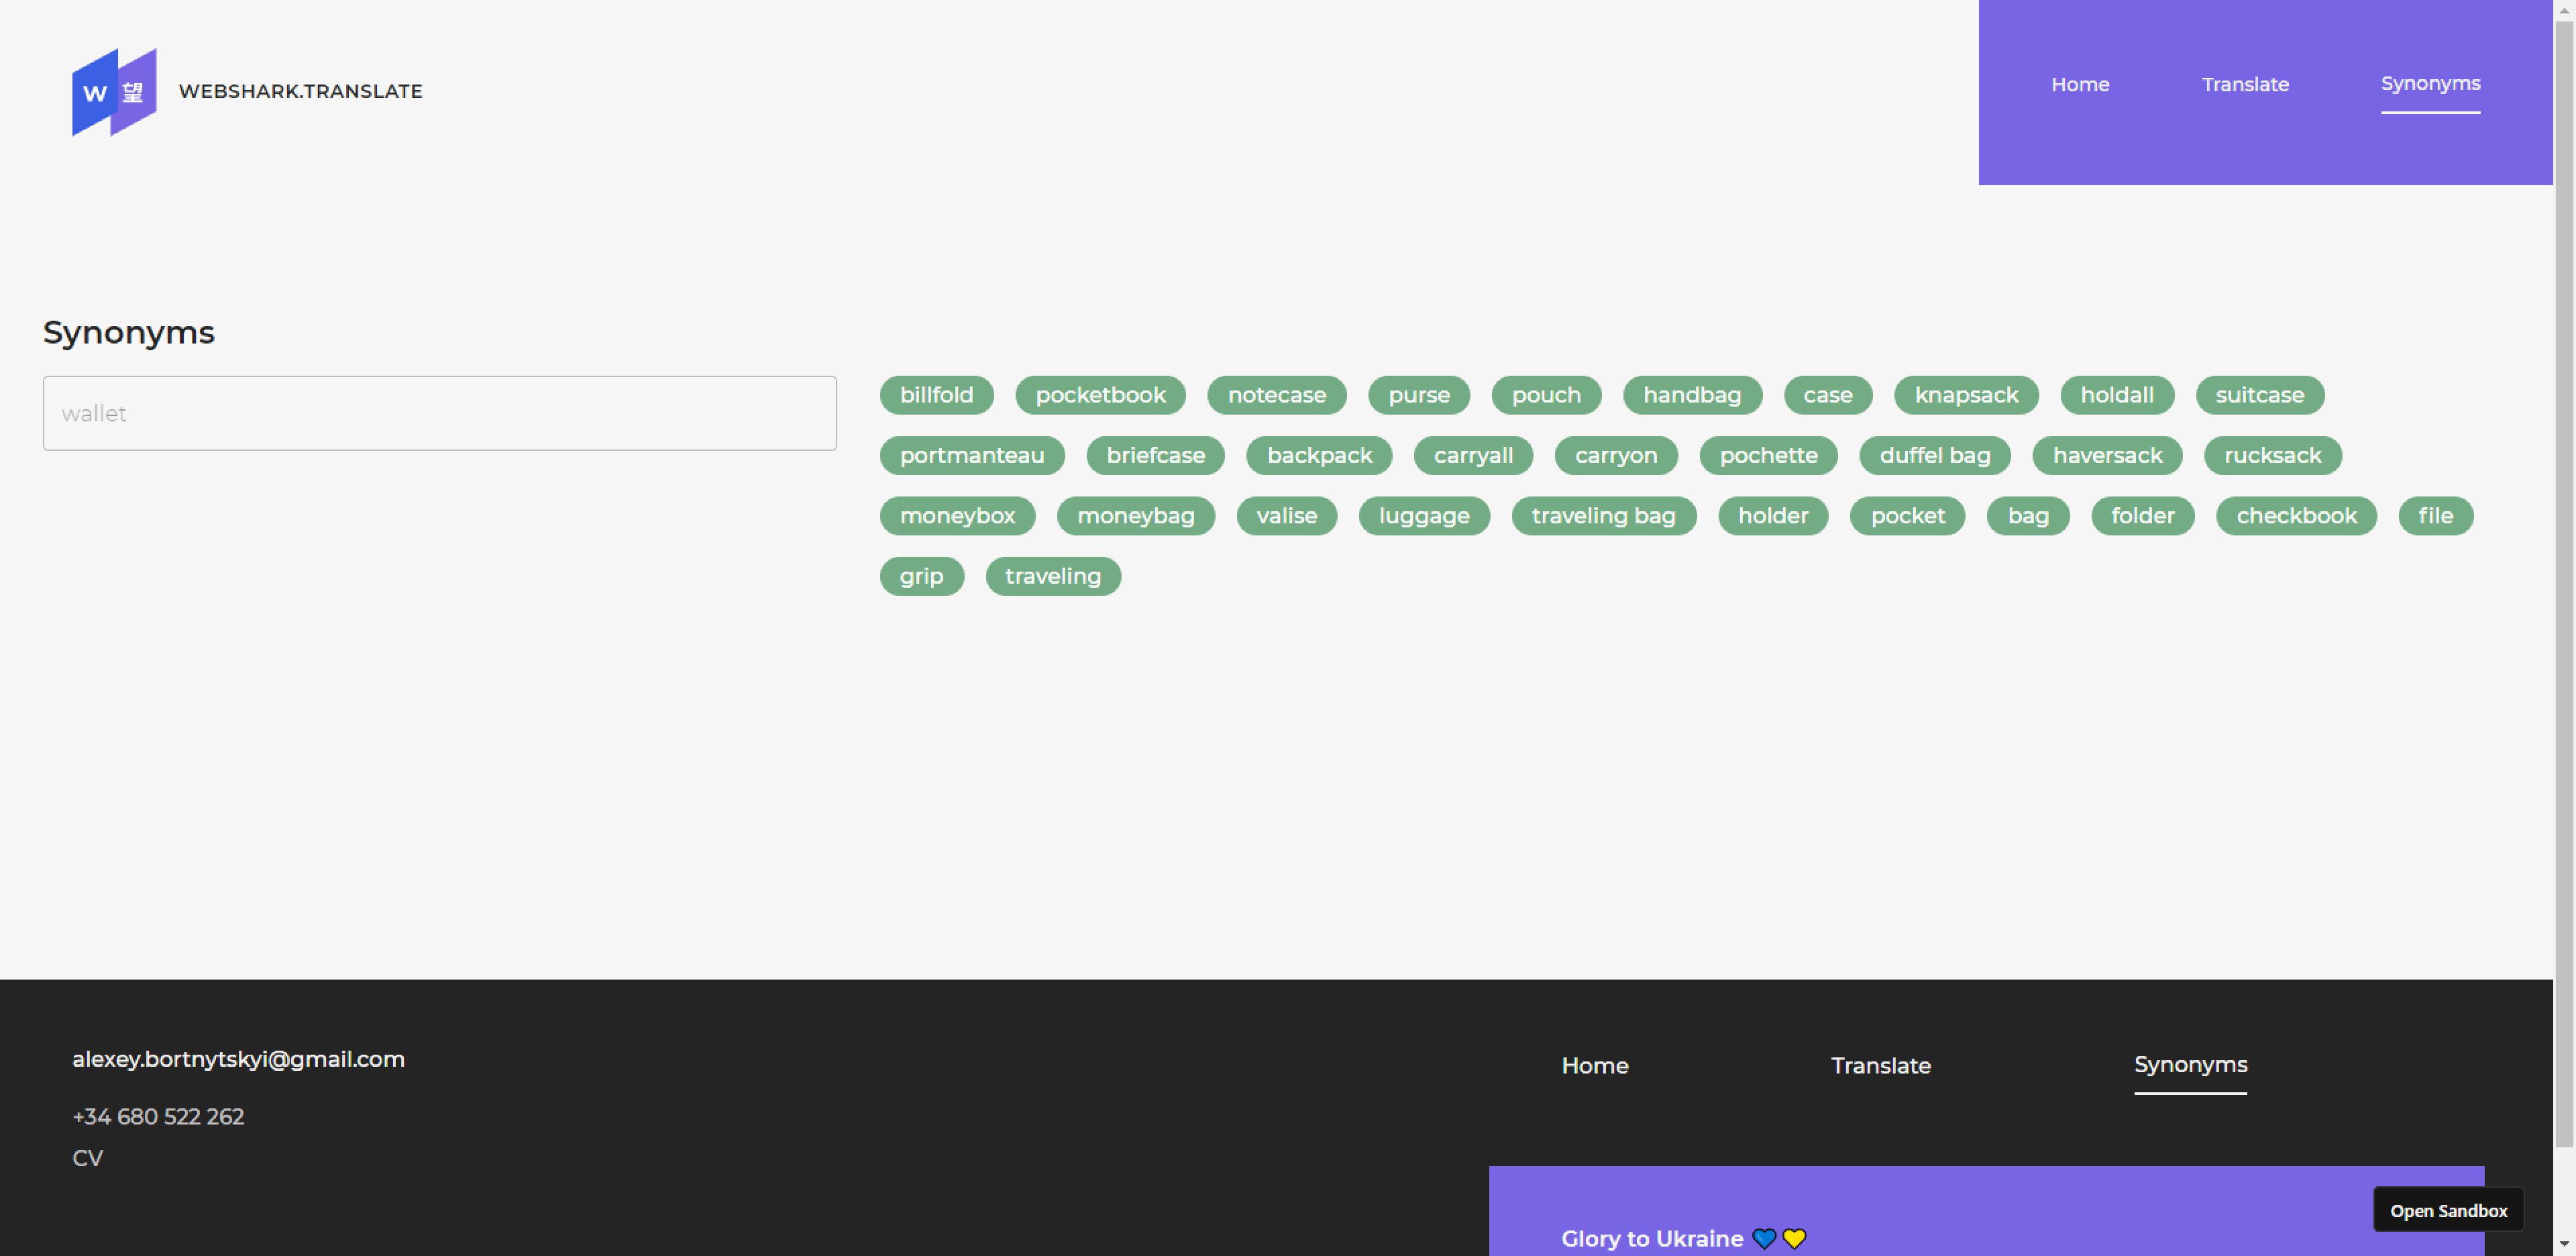 W 望 WEBSHARK.TRANSLATE
Home Translate Synonyms
Synonyms
wallet
billfold pocketbook notecase purse pouch handbag case knapsack holdall suitcase
portmanteau briefcase backpack carryall carryon pochette duffel bag haversack rucksack
moneybox moneybag valise luggage traveling bag holder pocket bag folder checkbook file
grip traveling
alexey.bortnytskyi@gmail.com
+34 680 522 262
CV
Home Translate Synonyms
Glory to Ukraine 💙💛
Open Sandbox